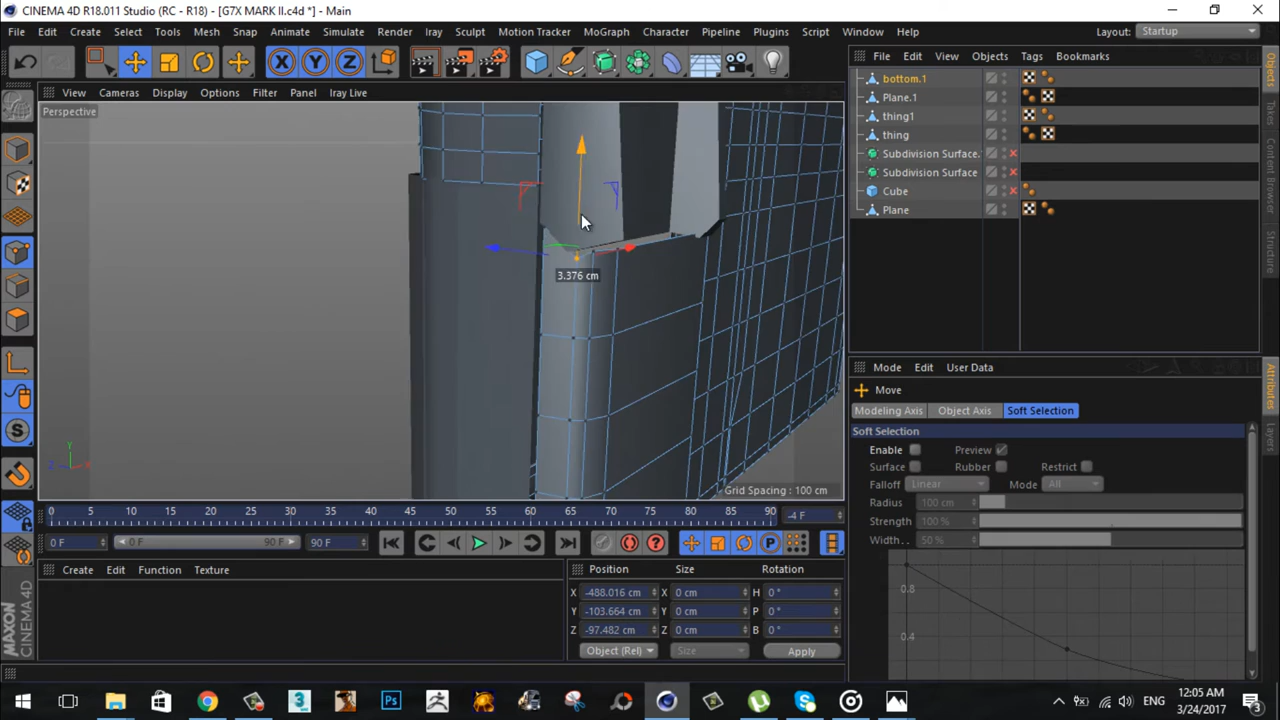 CINEMA 4D R18.011 Studio (RC - R18) - [G7X MARK II.c4d *] - Main
File Edit Create Select Tools Mesh Snap Animate Simulate Render Iray Sculpt Motion Tracker MoGraph Character Pipeline Plugins Script Window Help Layout: Startup
File Edit View Objects Tags Bookmarks
View Cameras Display Options Filter Panel Iray Live
Perspective
bottom.1
Plane.1
thing1
thing
Subdivision Surface.
Subdivision Surface
Cube
Plane
Objects
Takes
Content Browser
3.376 cm
Grid Spacing : 100 cm
Mode Edit User Data
Move
Modeling Axis Object Axis Soft Selection
Soft Selection
Enable Preview
Surface Rubber Restrict
Falloff Linear Mode All
Radius 100 cm
Strength 100 %
Width.. 50 %
0.8
0.4
Attributes
Layers
0 5 10 15 20 25 30 35 40 45 50 55 60 65 70 75 80 85 90 -4 F
0 F 0 F 90 F 90 F
Create Edit Function Texture
Position Size Rotation
X -488.016 cm X 0 cm H 0 °
Y -103.664 cm Y 0 cm P 0 °
Z -97.482 cm Z 0 cm B 0 °
Object (Rel) Size Apply
MAXON CINEMA 4D
ENG 12:05 AM
3/24/2017